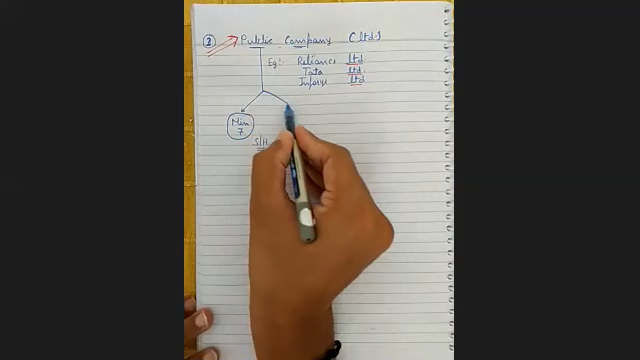 2 Public Company (ltd.)
Eg:- Reliance ltd.
Tata ltd.
Infosys ltd
Min 7
S/H